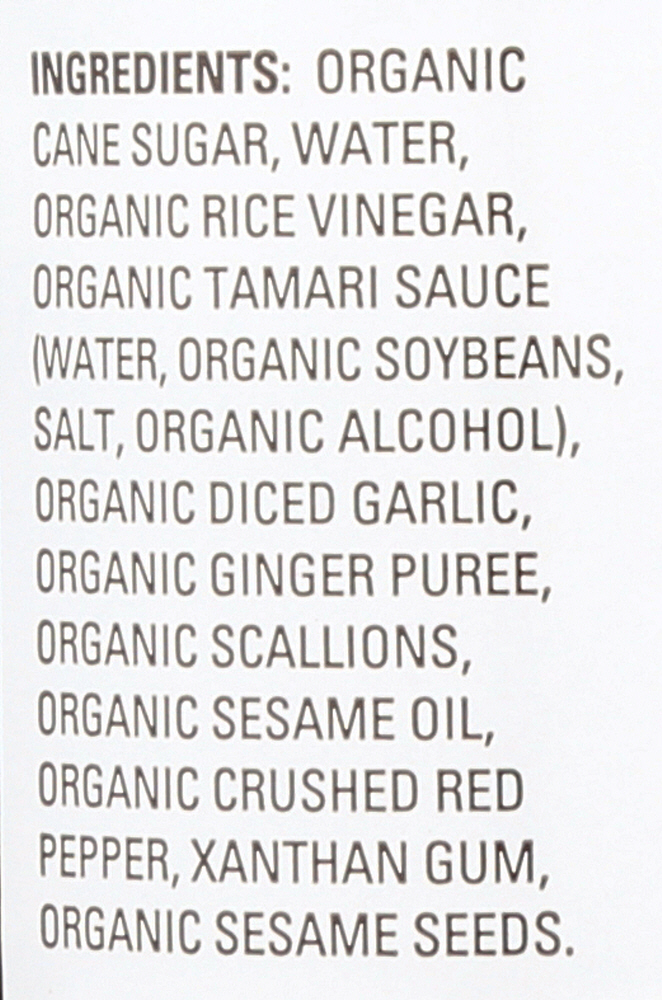 INGREDIENTS: ORGANIC
CANE SUGAR, WATER,
ORGANIC RICE VINEGAR,
ORGANIC TAMARI SAUCE
(WATER, ORGANIC SOYBEANS,
SALT, ORGANIC ALCOHOL),
ORGANIC DICED GARLIC,
ORGANIC GINGER PUREE,
ORGANIC SCALLIONS,
ORGANIC SESAME OIL,
ORGANIC CRUSHED RED
PEPPER, XANTHAN GUM,
ORGANIC SESAME SEEDS.